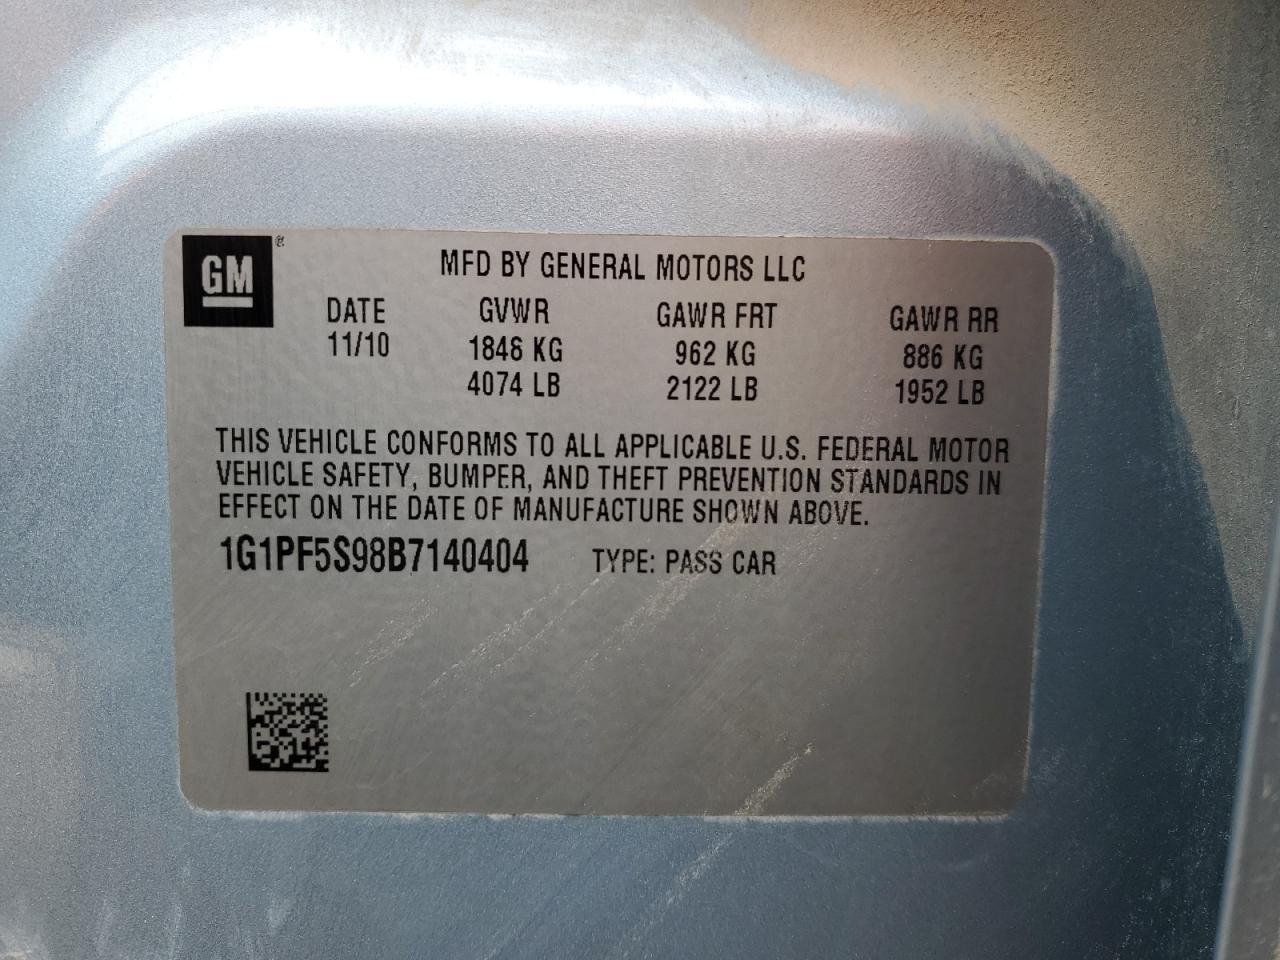 GM ®
MFD BY GENERAL MOTORS LLC
DATE GVWR GAWR FRT GAWR RR
11/10 1848 KG 962 KG 886 KG
4074 LB 2122 LB 1952 LB
THIS VEHICLE CONFORMS TO ALL APPLICABLE U.S. FEDERAL MOTOR
VEHICLE SAFETY, BUMPER, AND THEFT PREVENTION STANDARDS IN
EFFECT ON THE DATE OF MANUFACTURE SHOWN ABOVE.
1G1PF5S98B7140404 TYPE: PASS CAR